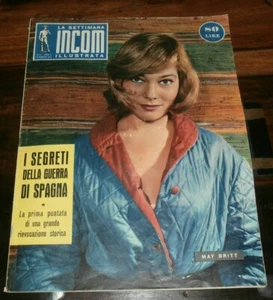 LA SETTIMANA
INCOM
ILLUSTRATA
80
LIRE
I SEGRETI
DELLA GUERRA
DI SPAGNA
La prima puntata
di una grande
rievocazione storica
MAY BRITT